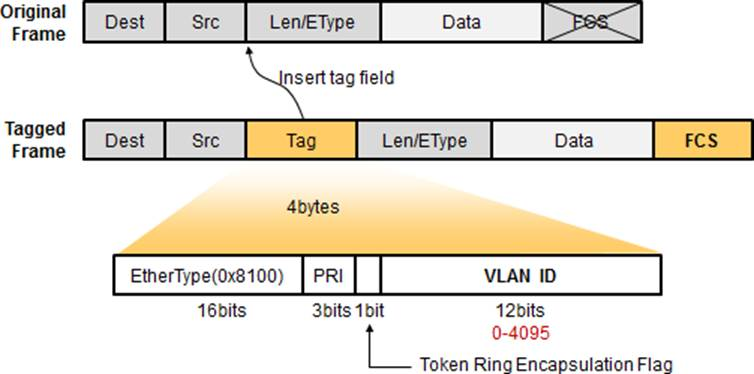 Original Frame
Dest Src Len/EType Data FCS
Insert tag field
Tagged Frame
Dest Src Tag Len/EType Data FCS
4bytes
EtherType(0x8100) PRI VLAN ID
16bits 3bits 1bit 12bits
0-4095
Token Ring Encapsulation Flag